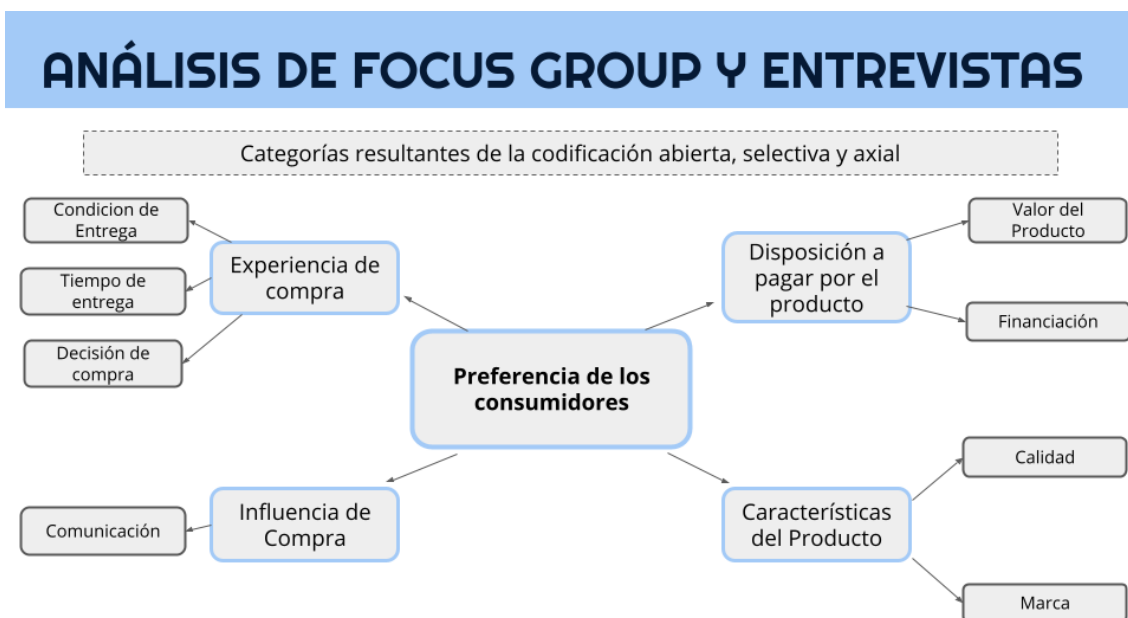 ANÁLISIS DE FOCUS GROUP Y ENTREVISTAS
Categorías resultantes de la codificación abierta, selectiva y axial
Condicion de
Entrega
Tiempo de
entrega
Decisión de
compra
Experiencia de
compra
Disposición a
pagar por el
producto
Valor del
Producto
Financiación
Preferencia de los
consumidores
Comunicación
Influencia de
Compra
Características
del Producto
Calidad
Marca